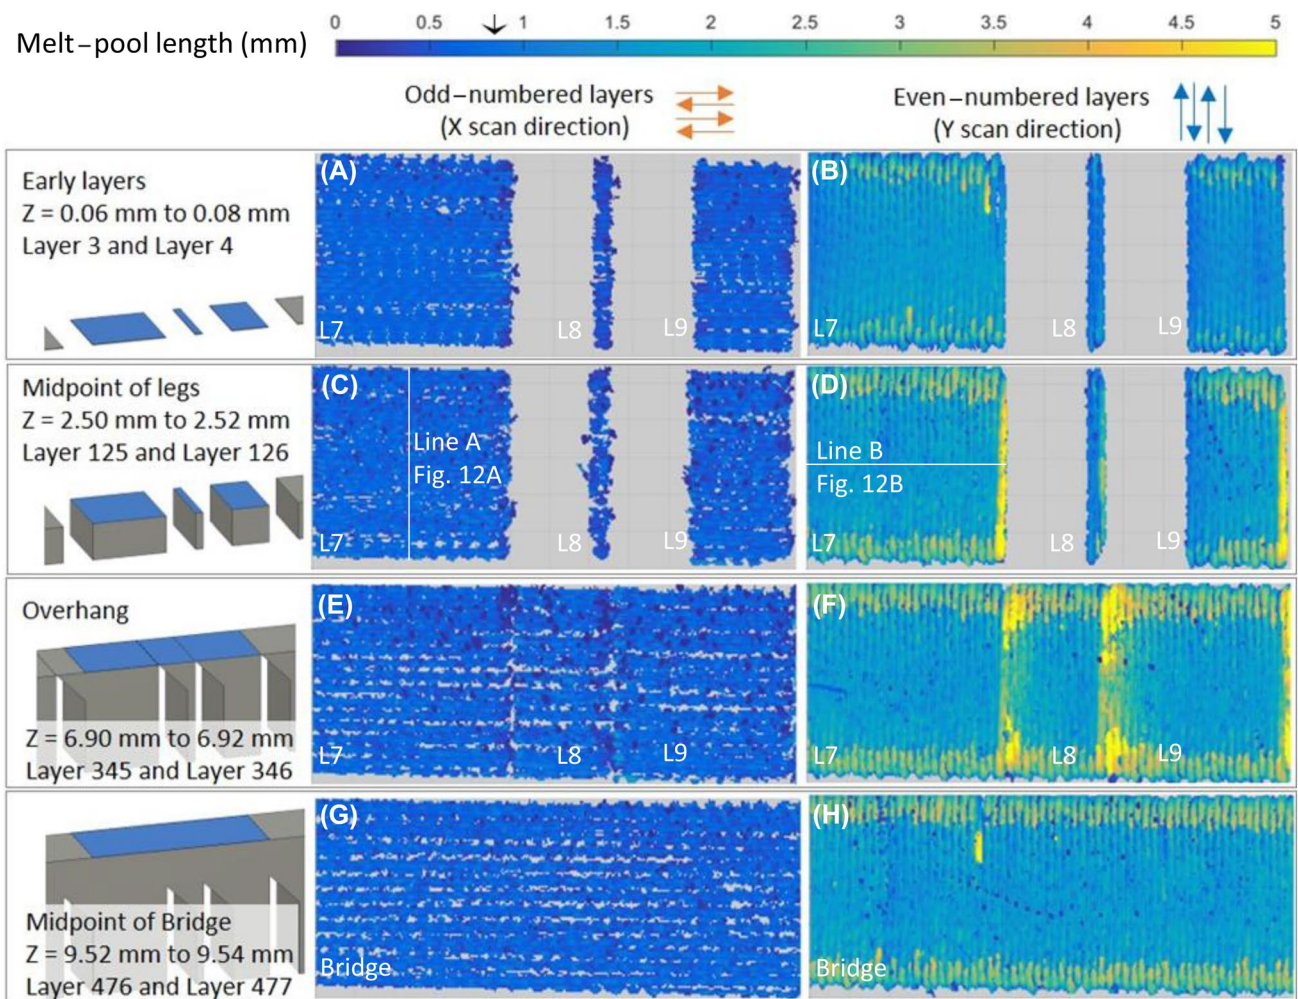 0 0.5 1 1.5 2 2.5 3 3.5 4 4.5 5
Melt-pool length (mm)
Odd-numbered layers
(X scan direction)
Even-numbered layers
(Y scan direction)
Early layers
Z = 0.06 mm to 0.08 mm
Layer 3 and Layer 4
(A)
L7 L8 L9
(B)
L7 L8 L9
Midpoint of legs
Z = 2.50 mm to 2.52 mm
Layer 125 and Layer 126
(C)
Line A
Fig. 12A
L7 L8 L9
(D)
Line B
Fig. 12B
L7 L8 L9
Overhang
Z = 6.90 mm to 6.92 mm
Layer 345 and Layer 346
(E)
L7 L8 L9
(F)
L7 L8 L9
Midpoint of Bridge
Z = 9.52 mm to 9.54 mm
Layer 476 and Layer 477
(G)
Bridge
(H)
Bridge